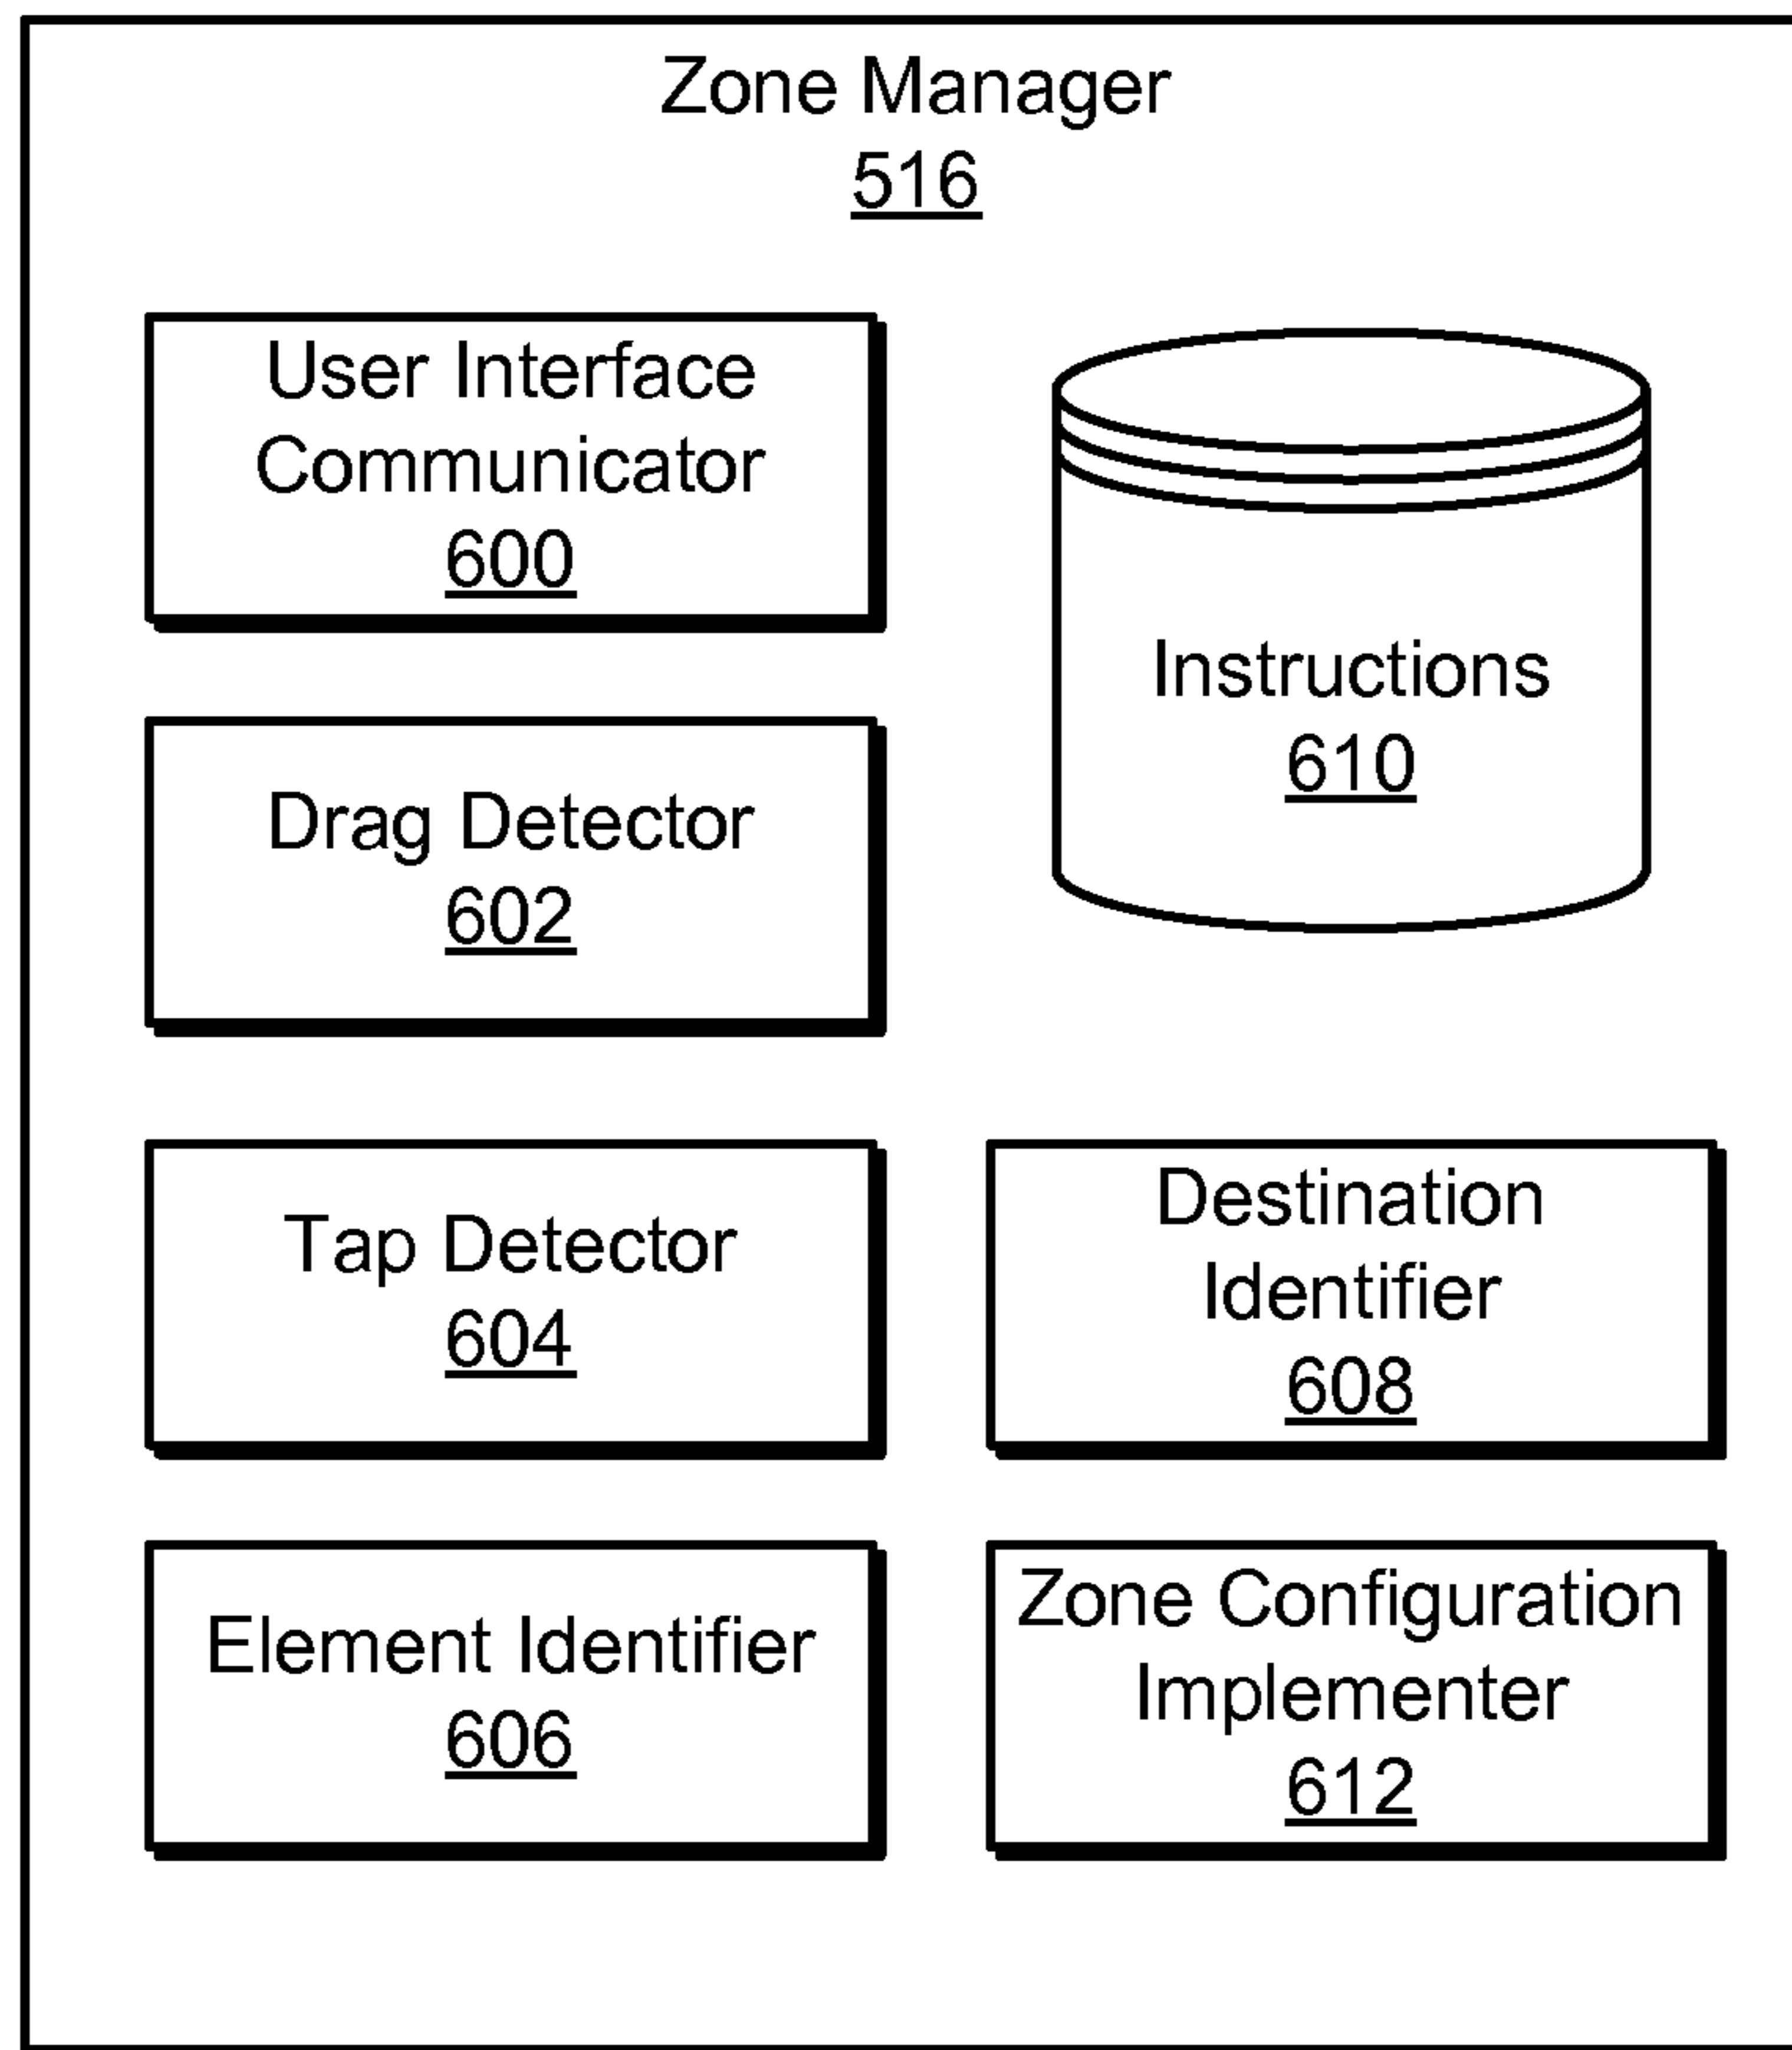 Zone Manager
516
User Interface
Communicator
600
Instructions
610
Drag Detector
602
Tap Detector
604
Destination
Identifier
608
Element Identifier
606
Zone Configuration
Implementer
612